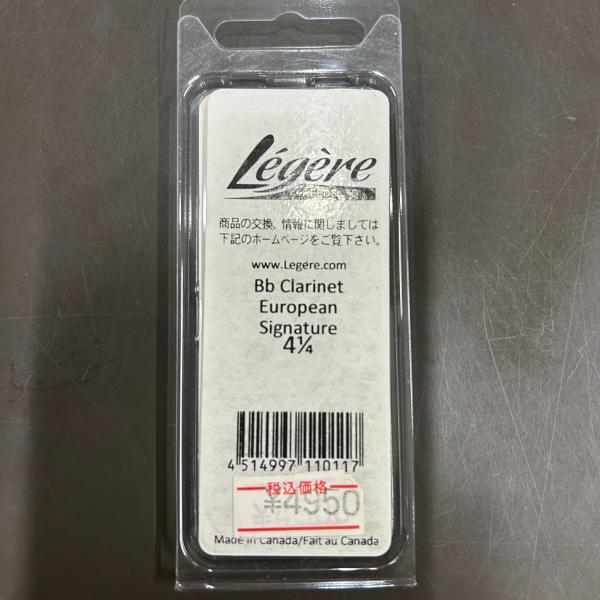 Légère
REEDS
商品の交換、情報に関しましては
下記のホームページをご覧下さい。
www.Legere.com
Bb Clarinet
European
Signature
4¼
4 514997 110117
税込価格
¥4950
Made in Canada/Fait au Canada